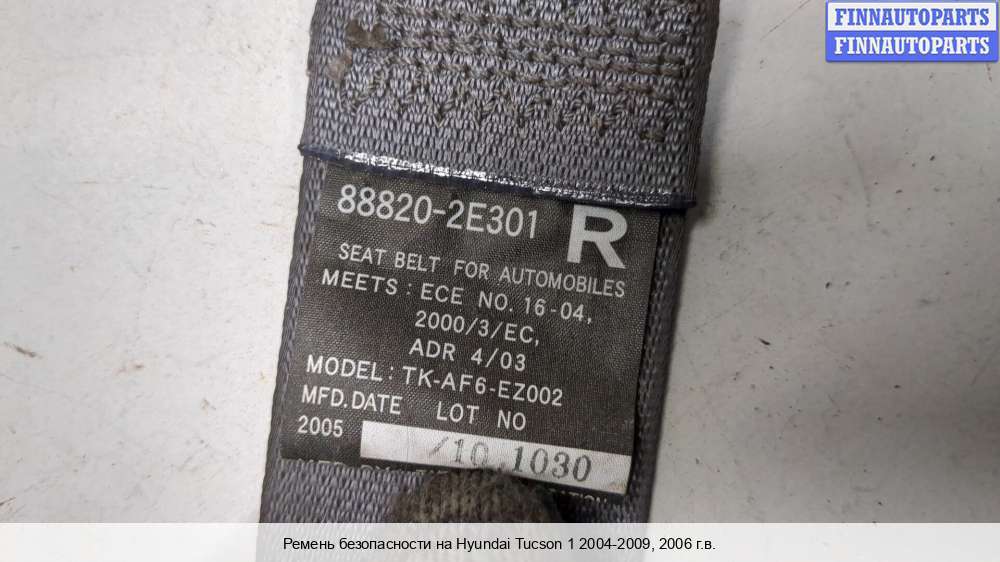 FINNAUTOPARTS
FINNAUTOPARTS
88820-2E301 R
SEAT BELT FOR AUTOMOBILES
MEETS : ECE NO. 16-04,
2000/3/EC,
ADR 4/03
MODEL : TK-AF6-EZ002
MFD.DATE LOT NO
2005 /10 1030
Ремень безопасности на Hyundai Tucson 1 2004-2009, 2006 г.в.